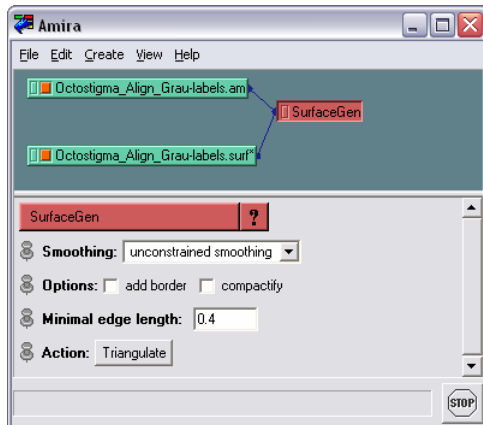 Amira
File Edit Create View Help
Octostigma_Align_Grau-labels.am
SurfaceGen
Octostigma_Align_Grau-labels.surf*
SurfaceGen ?
Smoothing: unconstrained smoothing
Options: add border compactify
Minimal edge length: 0.4
Action: Triangulate
STOP